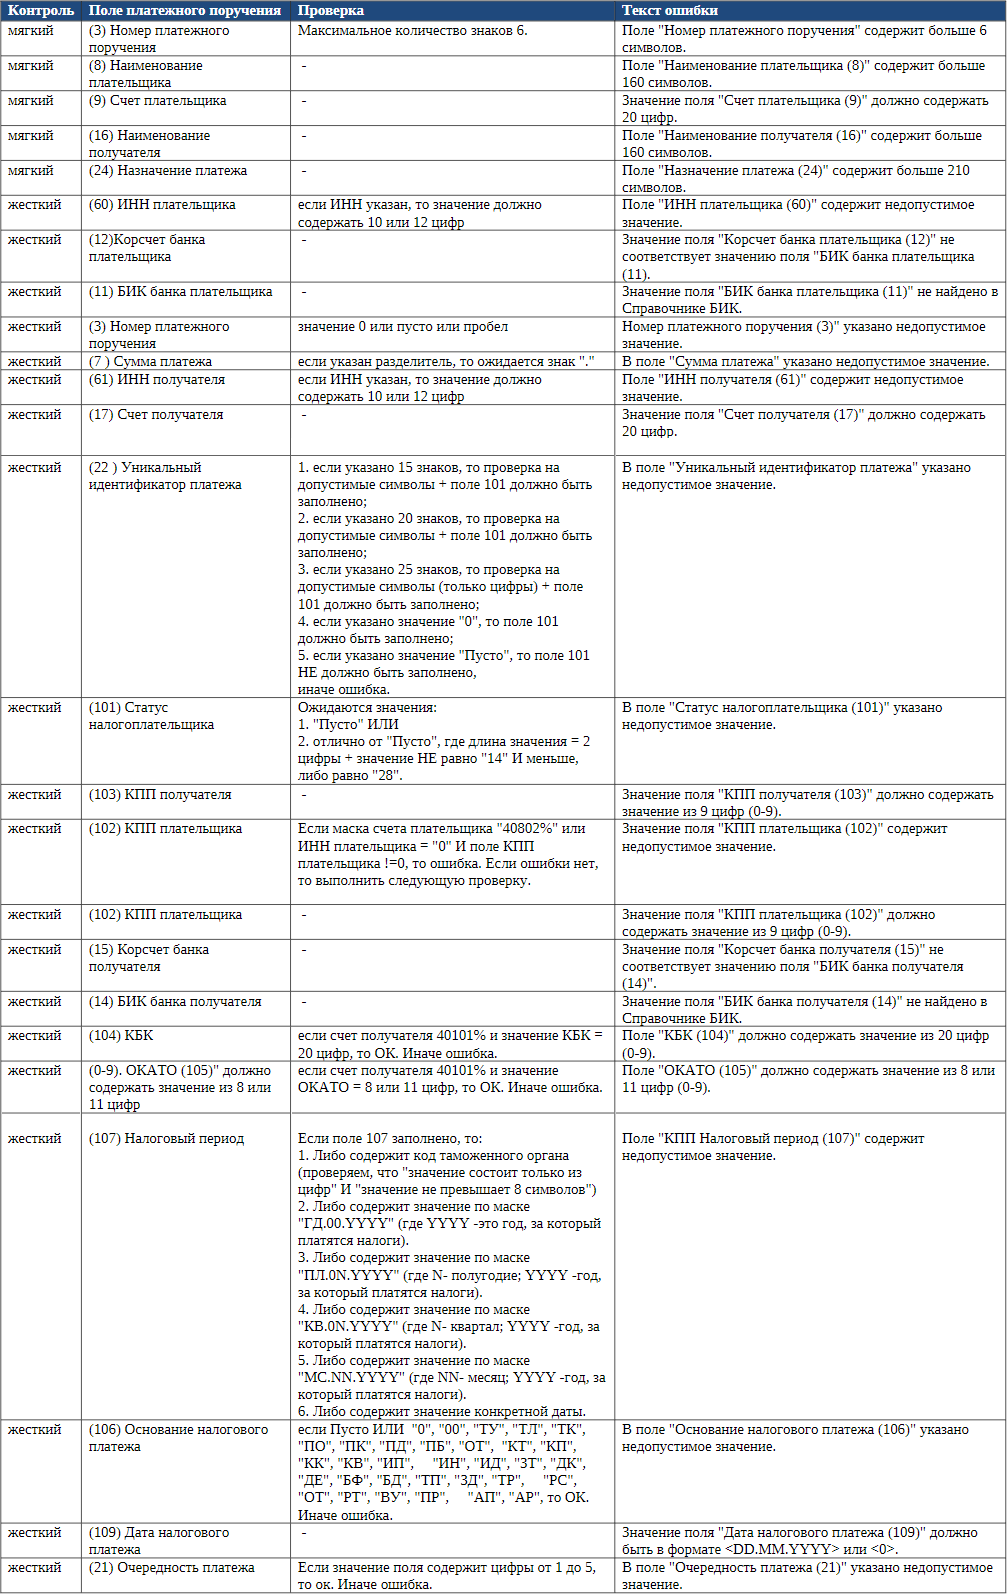 Контроль Поле платежного поручения Проверка Текст ошибки
мягкий (3) Номер платежного поручения Максимальное количество знаков 6. Поле "Номер платежного поручения" содержит больше 6 символов.
мягкий (8) Наименование плательщика - Поле "Наименование плательщика (8)" содержит больше 160 символов.
мягкий (9) Счет плательщика - Значение поля "Счет плательщика (9)" должно содержать 20 цифр.
мягкий (16) Наименование получателя - Поле "Наименование получателя (16)" содержит больше 160 символов.
мягкий (24) Назначение платежа - Поле "Назначение платежа (24)" содержит больше 210 символов.
жесткий (60) ИНН плательщика если ИНН указан, то значение должно содержать 10 или 12 цифр Поле "ИНН плательщика (60)" содержит недопустимое значение.
жесткий (12)Корсчет банка плательщика - Значение поля "Корсчет банка плательщика (12)" не соответствует значению поля "БИК банка плательщика (11).
жесткий (11) БИК банка плательщика - Значение поля "БИК банка плательщика (11)" не найдено в Справочнике БИК.
жесткий (3) Номер платежного поручения значение 0 или пусто или пробел Номер платежного поручения (3)" указано недопустимое значение.
жесткий (7 ) Сумма платежа если указан разделитель, то ожидается знак "." В поле "Сумма платежа" указано недопустимое значение.
жесткий (61) ИНН получателя если ИНН указан, то значение должно содержать 10 или 12 цифр Поле "ИНН получателя (61)" содержит недопустимое значение.
жесткий (17) Счет получателя - Значение поля "Счет получателя (17)" должно содержать 20 цифр.
жесткий (22 ) Уникальный идентификатор платежа
1. если указано 15 знаков, то проверка на
допустимые символы + поле 101 должно быть
заполнено;
2. если указано 20 знаков, то проверка на
допустимые символы + поле 101 должно быть
заполнено;
3. если указано 25 знаков, то проверка на
допустимые символы (только цифры) + поле
101 должно быть заполнено;
4. если указано значение "0", то поле 101
должно быть заполнено;
5. если указано значение "Пусто", то поле 101
НЕ должно быть заполнено,
иначе ошибка.
В поле "Уникальный идентификатор платежа" указано
недопустимое значение.
жесткий (101) Статус налогоплательщика
Ожидаются значения:
1. "Пусто" ИЛИ
2. отлично от "Пусто", где длина значения = 2
цифры + значение НЕ равно "14" И меньше,
либо равно "28".
В поле "Статус налогоплательщика (101)" указано
недопустимое значение.
жесткий (103) КПП получателя - Значение поля "КПП получателя (103)" должно содержать значение из 9 цифр (0-9).
жесткий (102) КПП плательщика
Если маска счета плательщика "40802%" или
ИНН плательщика = "0" И поле КПП
плательщика !=0, то ошибка. Если ошибки нет,
то выполнить следующую проверку.
Значение поля "КПП плательщика (102)" содержит
недопустимое значение.
жесткий (102) КПП плательщика - Значение поля "КПП плательщика (102)" должно содержать значение из 9 цифр (0-9).
жесткий (15) Корсчет банка получателя - Значение поля "Корсчет банка получателя (15)" не соответствует значению поля "БИК банка получателя (14)".
жесткий (14) БИК банка получателя - Значение поля "БИК банка получателя (14)" не найдено в Справочнике БИК.
жесткий (104) КБК если счет получателя 40101% и значение КБК = 20 цифр, то ОК. Иначе ошибка. Поле "КБК (104)" должно содержать значение из 20 цифр (0-9).
жесткий (0-9). ОКАТО (105)" должно содержать значение из 8 или 11 цифр если счет получателя 40101% и значение ОКАТО = 8 или 11 цифр, то ОК. Иначе ошибка. Поле "ОКАТО (105)" должно содержать значение из 8 или 11 цифр (0-9).
жесткий (107) Налоговый период
Если поле 107 заполнено, то:
1. Либо содержит код таможенного органа
(проверяем, что "значение состоит только из
цифр" И "значение не превышает 8 символов")
2. Либо содержит значение по маске
"ГД.00.YYYY" (где YYYY -это год, за который
платятся налоги).
3. Либо содержит значение по маске
"ПЛ.0N.YYYY" (где N- полугодие; YYYY -год,
за который платятся налоги).
4. Либо содержит значение по маске
"КВ.0N.YYYY" (где N- квартал; YYYY -год, за
который платятся налоги).
5. Либо содержит значение по маске
"МС.NN.YYYY" (где NN- месяц; YYYY -год, за
который платятся налоги).
6. Либо содержит значение конкретной даты.
Поле "КПП Налоговый период (107)" содержит
недопустимое значение.
жесткий (106) Основание налогового платежа
если Пусто ИЛИ "0", "00", "ТУ", "ТЛ", "ТК",
"ПО", "ПК", "ПД", "ПБ", "ОТ", "КТ", "КП",
"КК", "КВ", "ИП", "ИН", "ИД", "ЗТ", "ДК",
"ДЕ", "БФ", "БД", "ТП", "ЗД", "ТР", "РС",
"ОТ", "РТ", "ВУ", "ПР", "АП", "АР", то ОК.
Иначе ошибка.
В поле "Основание налогового платежа (106)" указано
недопустимое значение.
жесткий (109) Дата налогового платежа - Значение поля "Дата налогового платежа (109)" должно быть в формате <DD.MM.YYYY> или <0>.
жесткий (21) Очередность платежа Если значение поля содержит цифры от 1 до 5, то ок. Иначе ошибка. В поле "Очередность платежа (21)" указано недопустимое значение.